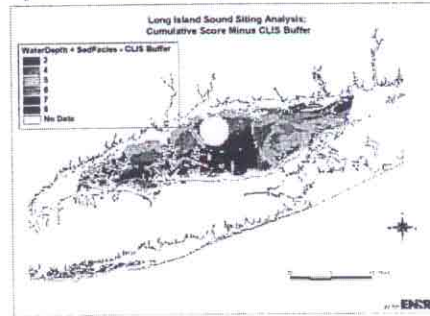 Long Island Sound Siting Analysis:
Cumulative Score Minus CLIS Buffer
WaterDepth + SedFacies - CLIS Buffer
3
4
5
6
7
8
No Data
ENSR